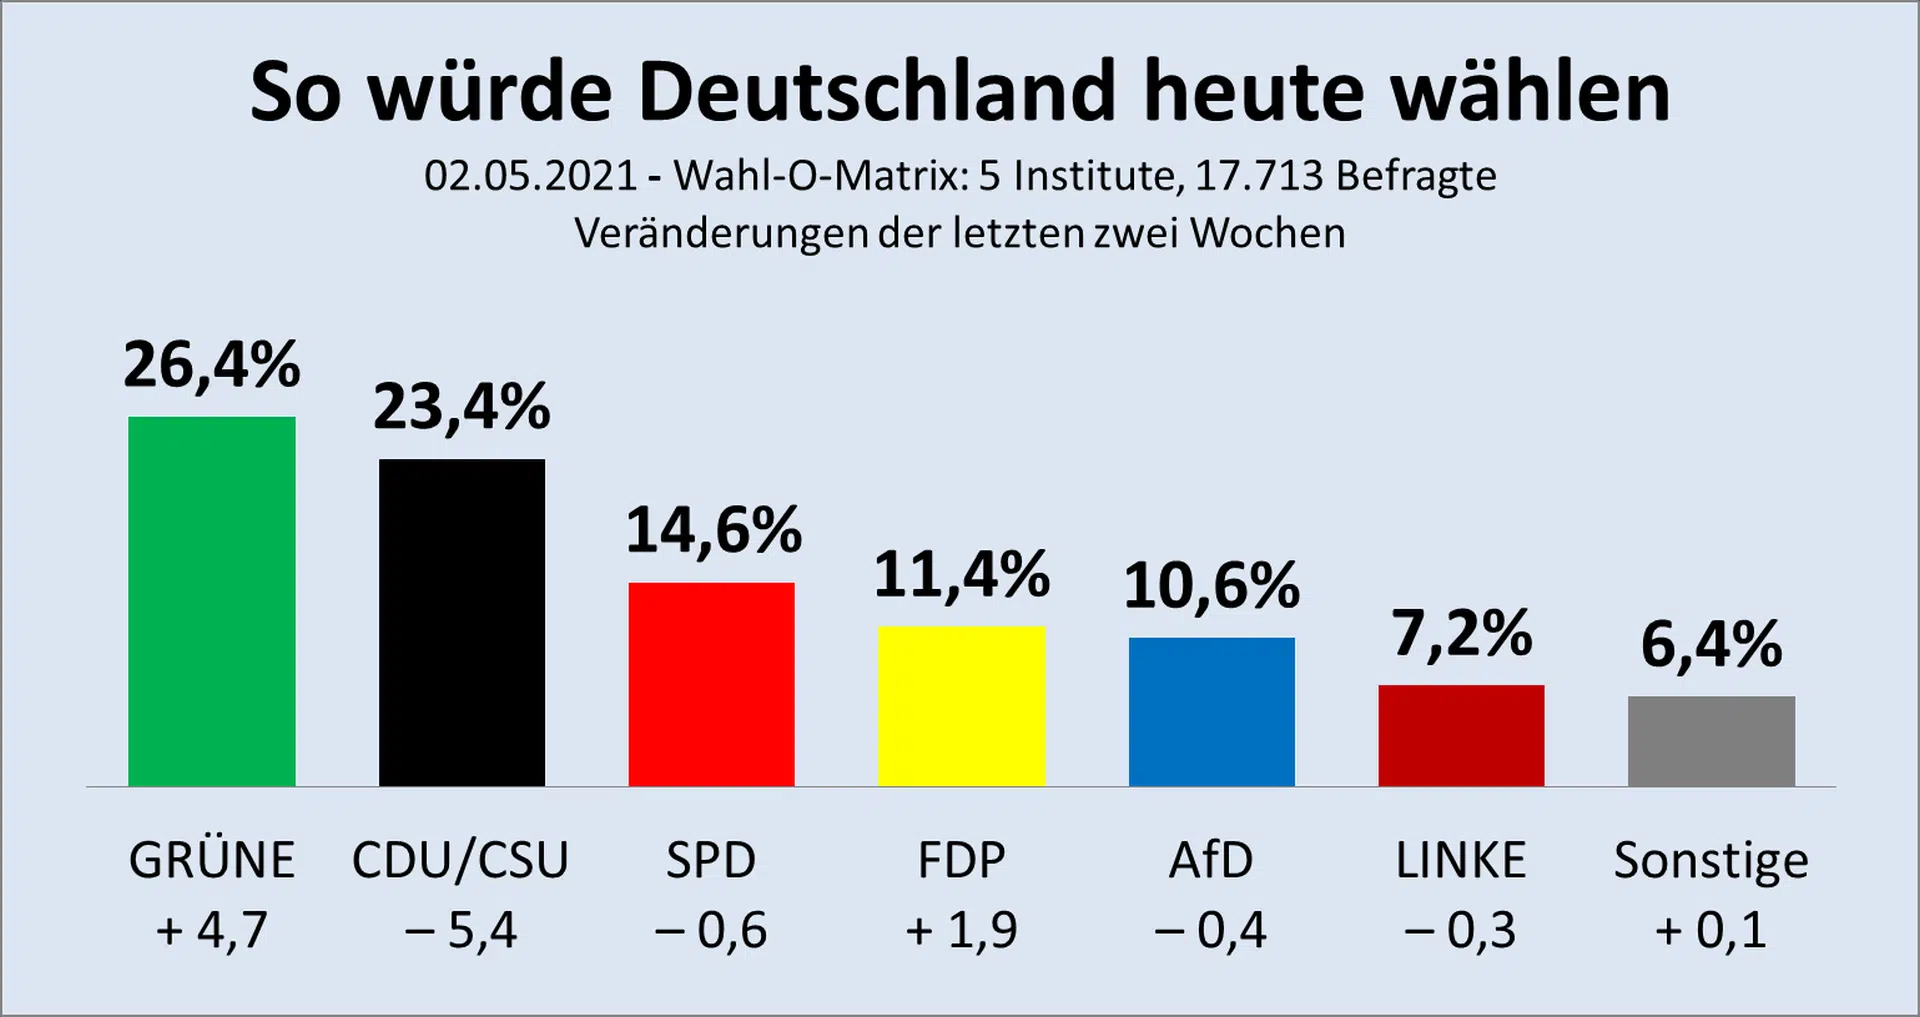 So würde Deutschland heute wählen
02.05.2021 - Wahl-O-Matrix: 5 Institute, 17.713 Befragte
Veränderungen der letzten zwei Wochen
26,4% 23,4% 14,6% 11,4% 10,6% 7,2% 6,4%
GRÜNE CDU/CSU SPD FDP AfD LINKE Sonstige
+ 4,7 – 5,4 – 0,6 + 1,9 – 0,4 – 0,3 + 0,1